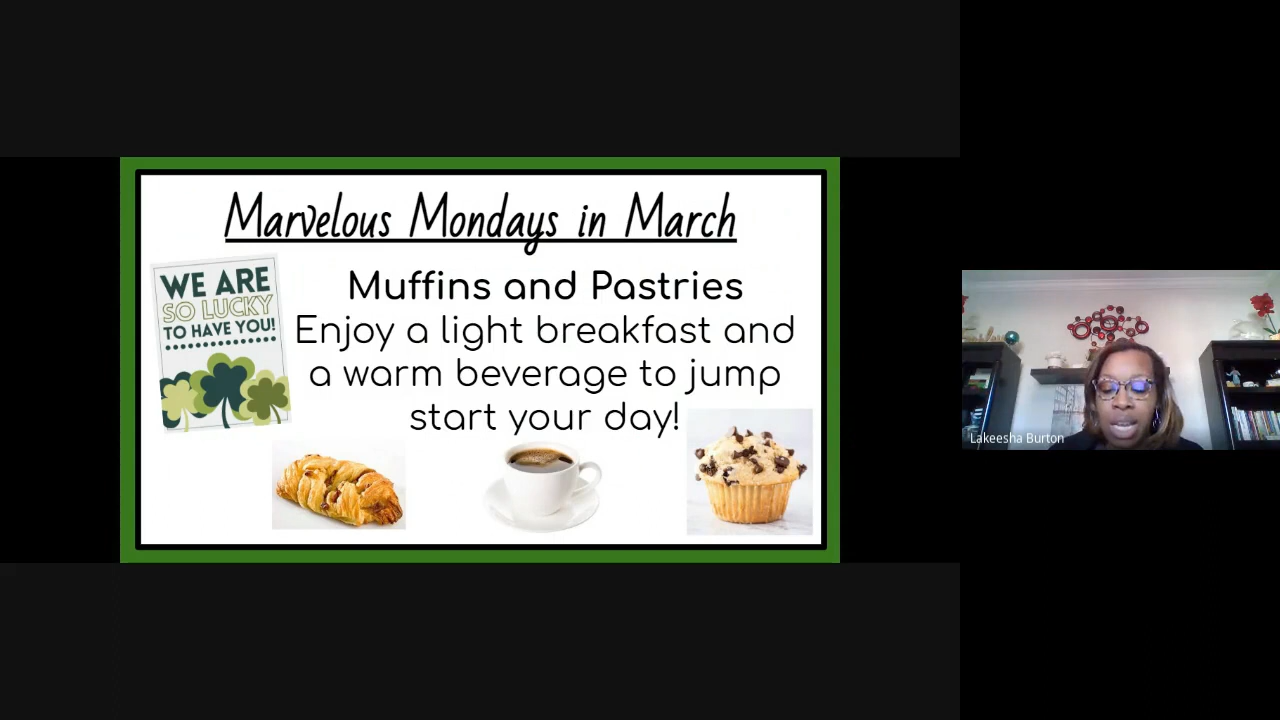 Marvelous Mondays in March
WE ARE
SO LUCKY
TO HAVE YOU!
Muffins and Pastries
Enjoy a light breakfast and
a warm beverage to jump
start your day!
Lakeesha Burton